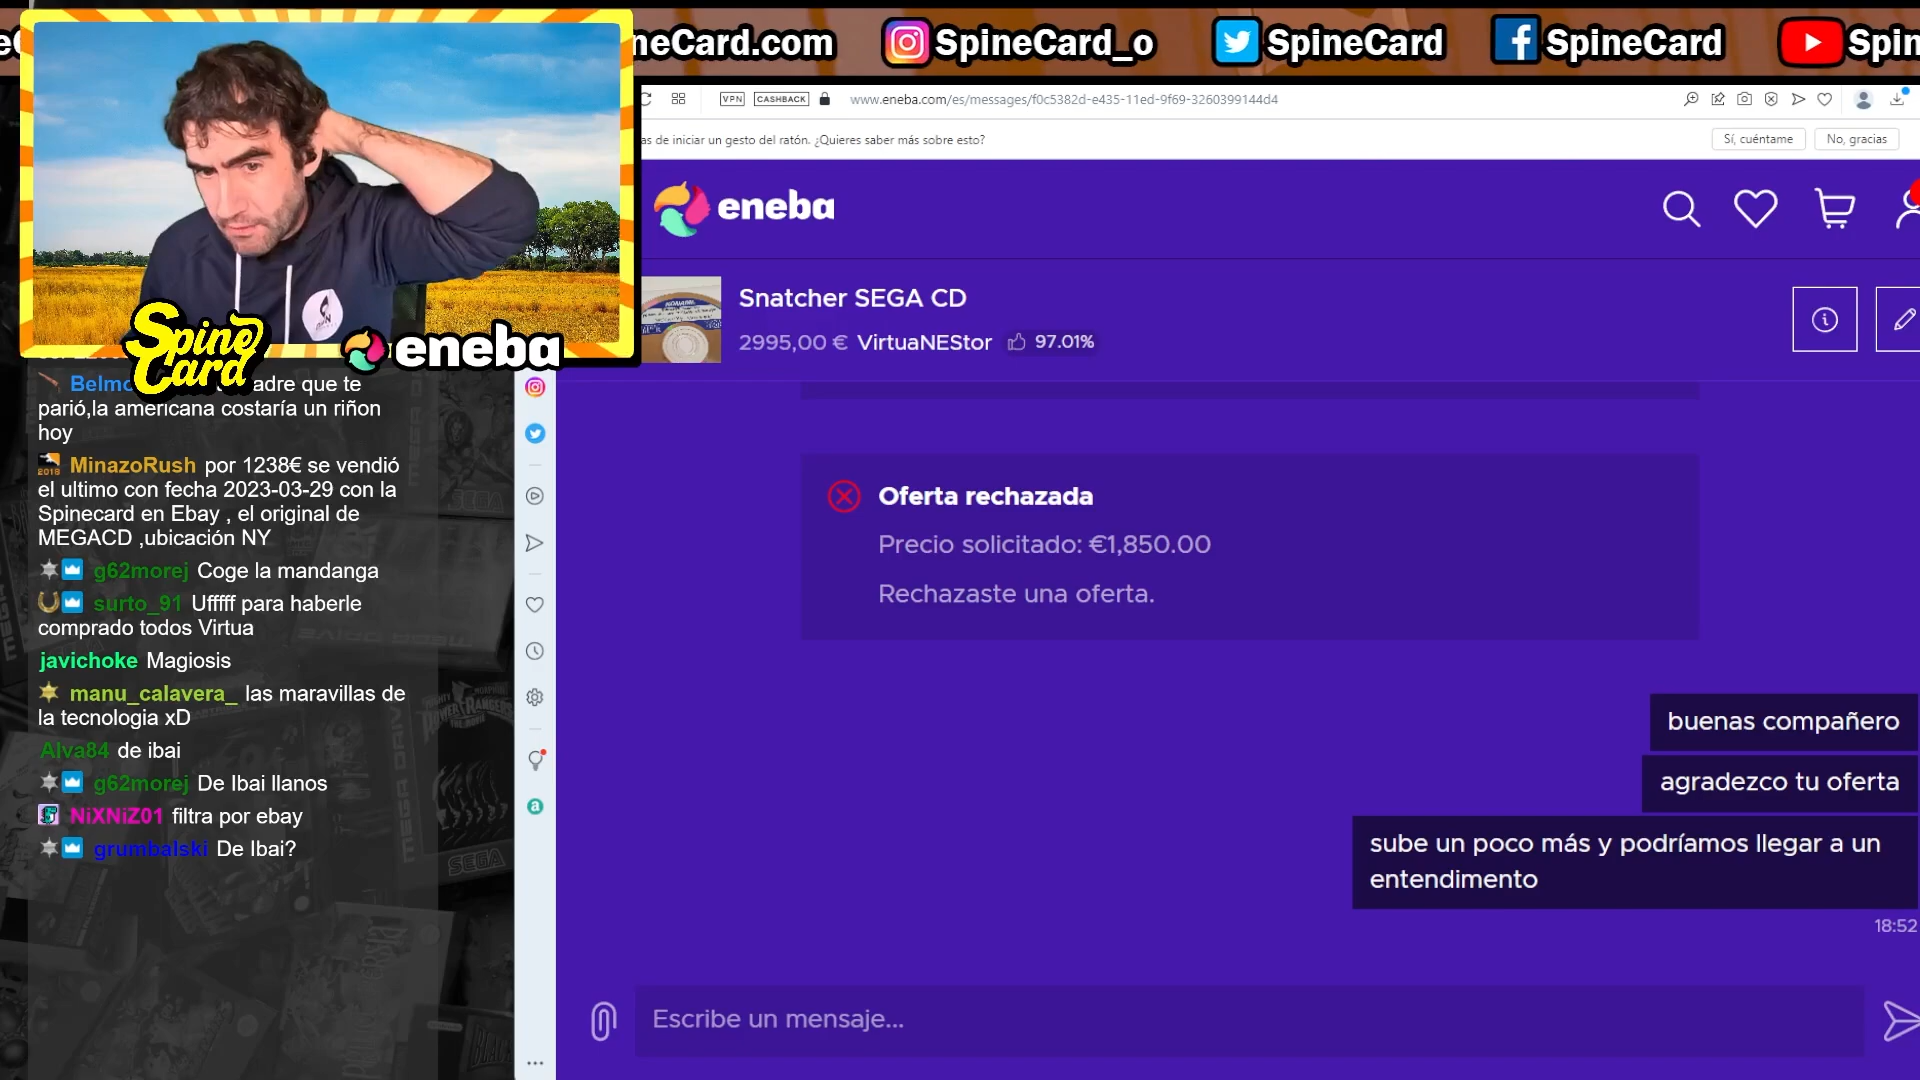 neCard.com
SpineCard_o
SpineCard
SpineCard
Spin
VPN
CASHBACK
www.eneba.com/es/messages/f0c5382d-e435-11ed-9f69-3260399144d4
as de iniciar un gesto del ratón. ¿Quieres saber más sobre esto?
Sí, cuéntame
No, gracias
eneba
Snatcher SEGA CD
2995,00 € VirtuaNEStor 97.01%
Spine
Card
eneba
Oferta rechazada
Precio solicitado: €1,850.00
Rechazaste una oferta.
buenas compañero
agradezco tu oferta
sube un poco más y podríamos llegar a un
entendimento
18:52
Escribe un mensaje...
Belmo adre que te
parió,la americana costaría un riñon
hoy
MinazoRush por 1238€ se vendió
el ultimo con fecha 2023-03-29 con la
Spinecard en Ebay , el original de
MEGACD ,ubicación NY
g62morej Coge la mandanga
surto_91 Ufffff para haberle
comprado todos Virtua
javichoke Magiosis
manu_calavera_ las maravillas de
la tecnologia xD
Alva84 de ibai
g62morej De Ibai llanos
NiXNiZ01 filtra por ebay
grumbalski De Ibai?